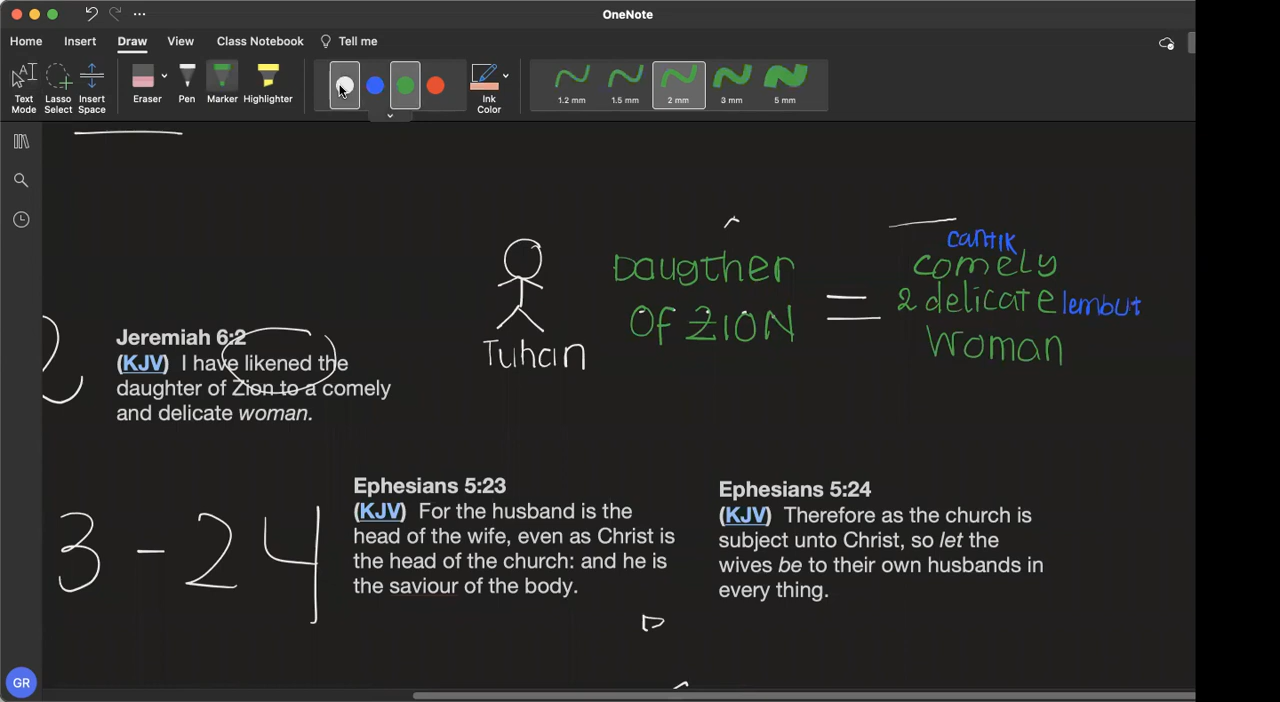 OneNote
Home Insert Draw View Class Notebook Tell me
Text Mode
Lasso Select
Insert Space
Eraser
Pen
Marker
Highlighter
Ink Color
1.2 mm
1.5 mm
2 mm
3 mm
5 mm
cantik
Daugther
OF ZION
=
comely
2 delicate lembut
Woman
Tuhan
Jeremiah 6:2
(KJV) I have likened the
daughter of Zion to a comely
and delicate woman.
3 - 24
Ephesians 5:23
(KJV) For the husband is the
head of the wife, even as Christ is
the head of the church: and he is
the saviour of the body.
Ephesians 5:24
(KJV) Therefore as the church is
subject unto Christ, so let the
wives be to their own husbands in
every thing.
GR